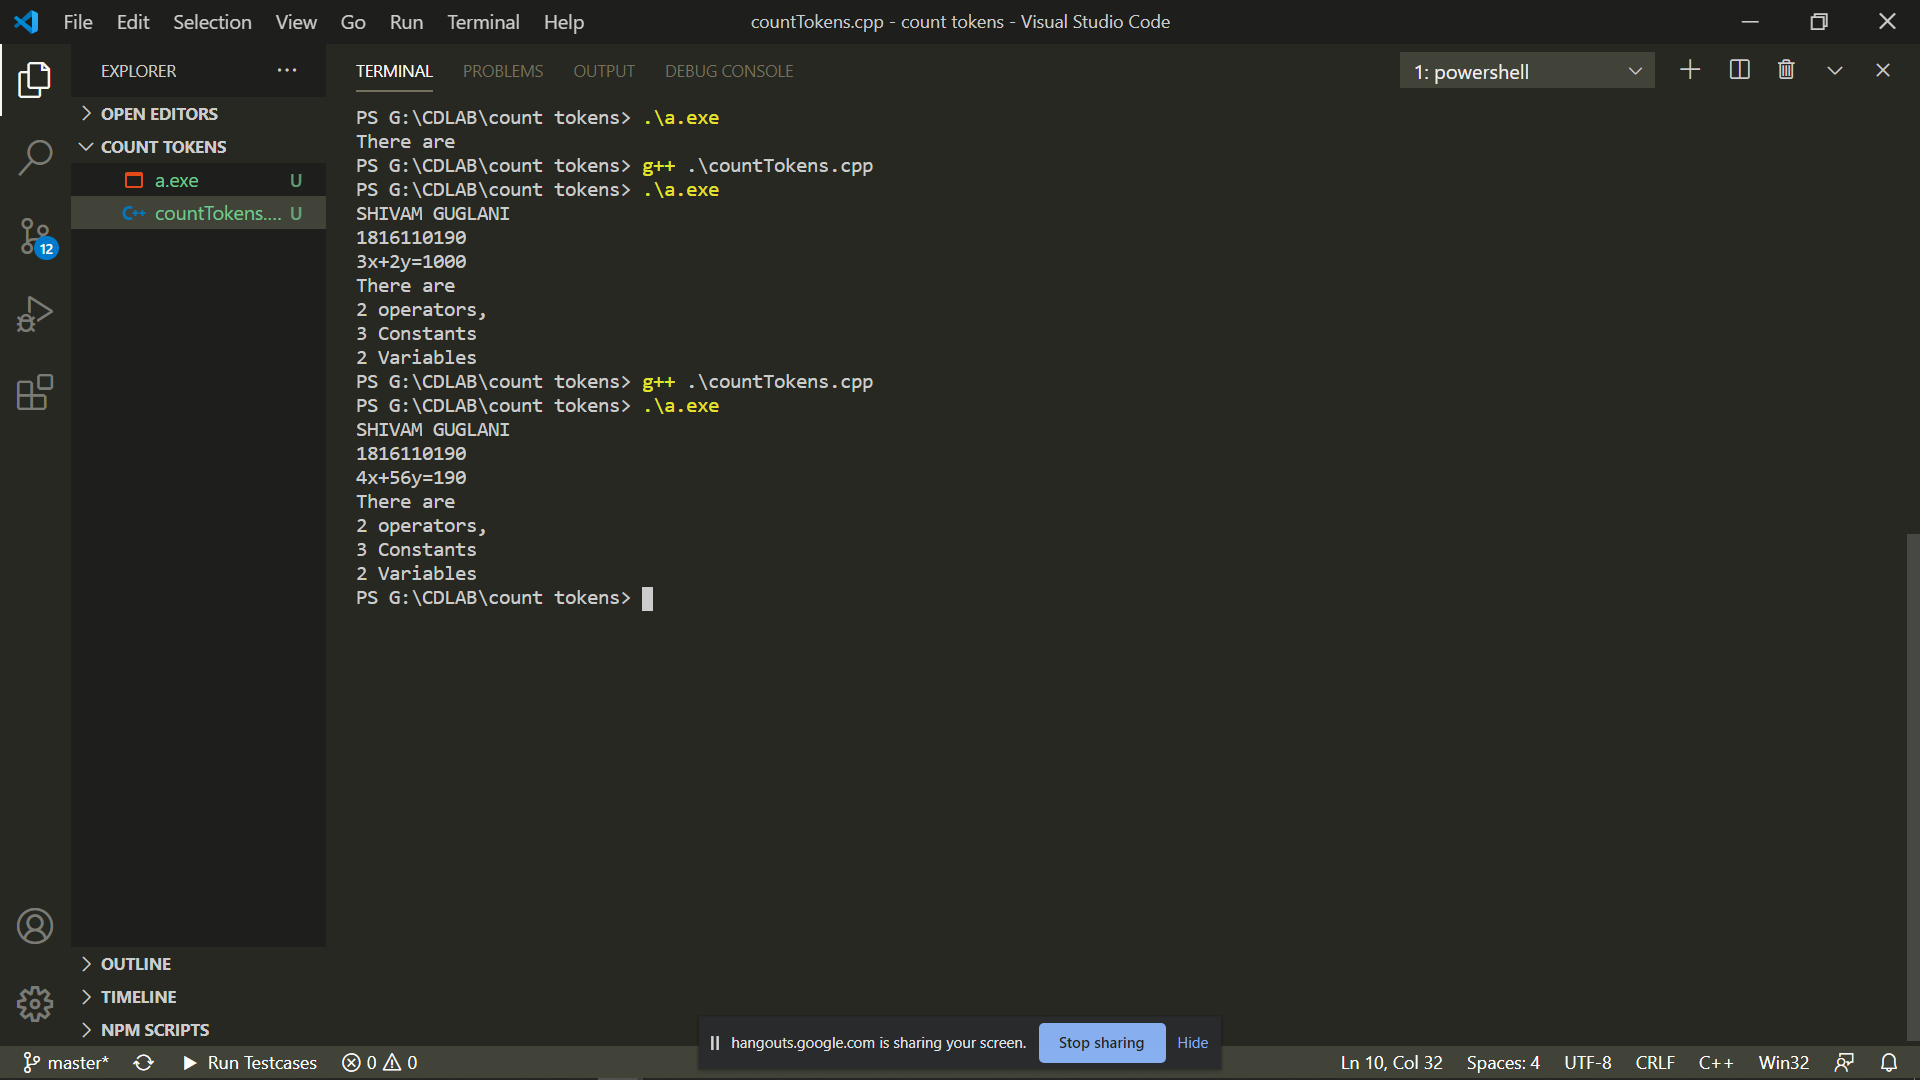 File Edit Selection View Go Run Terminal Help countTokens.cpp - count tokens - Visual Studio Code
EXPLORER ...
TERMINAL PROBLEMS OUTPUT DEBUG CONSOLE 1: powershell
OPEN EDITORS
COUNT TOKENS
a.exe U
C++ countTokens.... U
12
PS G:\CDLAB\count tokens> .\a.exe
There are
PS G:\CDLAB\count tokens> g++ .\countTokens.cpp
PS G:\CDLAB\count tokens> .\a.exe
SHIVAM GUGLANI
1816110190
3x+2y=1000
There are
2 operators,
3 Constants
2 Variables
PS G:\CDLAB\count tokens> g++ .\countTokens.cpp
PS G:\CDLAB\count tokens> .\a.exe
SHIVAM GUGLANI
1816110190
4x+56y=190
There are
2 operators,
3 Constants
2 Variables
PS G:\CDLAB\count tokens>
OUTLINE
TIMELINE
NPM SCRIPTS
hangouts.google.com is sharing your screen. Stop sharing Hide
master* Run Testcases 0 0 Ln 10, Col 32 Spaces: 4 UTF-8 CRLF C++ Win32